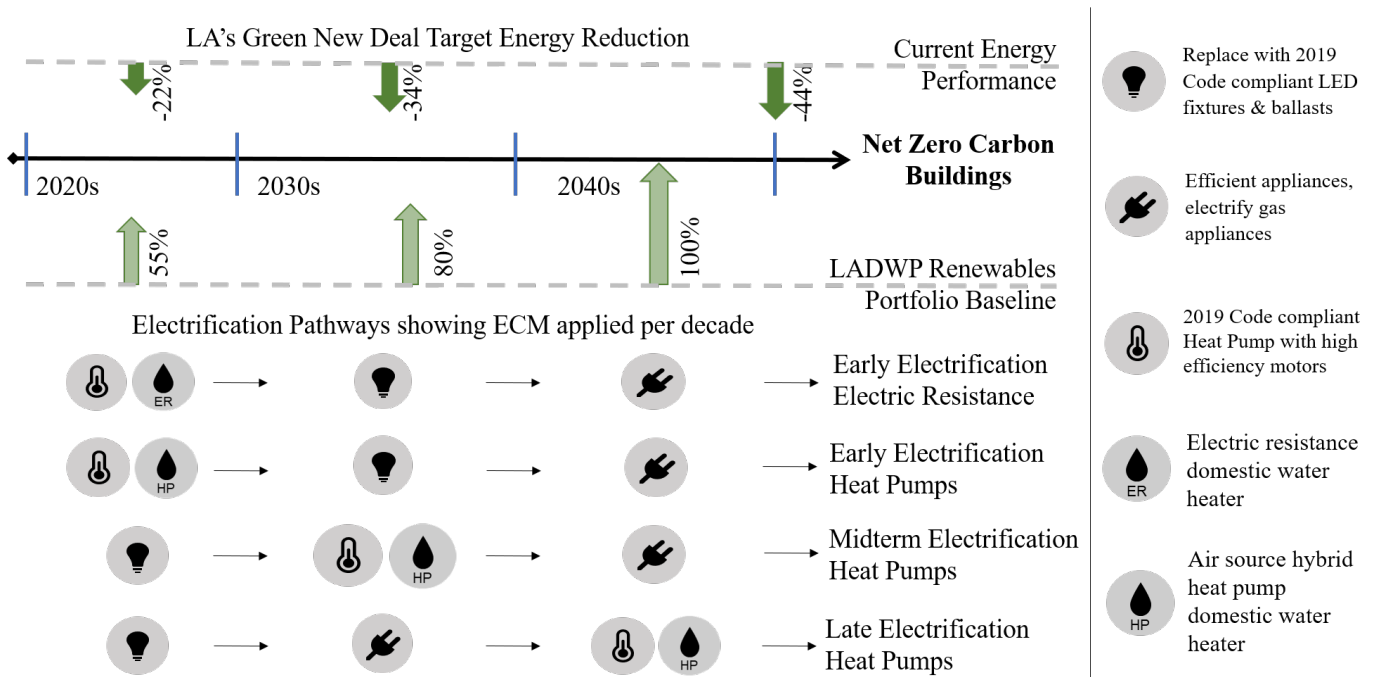 LA's Green New Deal Target Energy Reduction
Current Energy
Performance
-22%
-34%
-44%
Net Zero Carbon
Buildings
2020s
2030s
2040s
55%
80%
100%
LADWP Renewables
Portfolio Baseline
Electrification Pathways showing ECM applied per decade
ER
Early Electrification
Electric Resistance
HP
Early Electrification
Heat Pumps
HP
Midterm Electrification
Heat Pumps
HP
Late Electrification
Heat Pumps
Replace with 2019
Code compliant LED
fixtures & ballasts
Efficient appliances,
electrify gas
appliances
2019 Code compliant
Heat Pump with high
efficiency motors
ER
Electric resistance
domestic water
heater
HP
Air source hybrid
heat pump
domestic water
heater